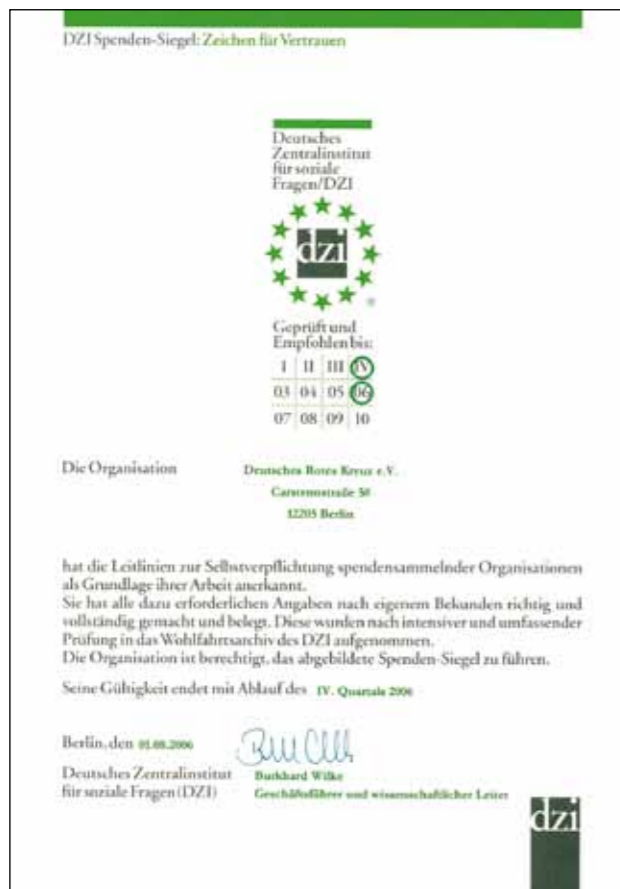 DZI Spenden-Siegel: Zeichen für Vertrauen
Deutsches
Zentralinstitut
für soziale
Fragen/DZI
dzi
®
Geprüft und
Empfohlen bis:
I II III IV
03 04 05 06
07 08 09 10
Die Organisation Deutsches Rotes Kreuz e.V.
Carstennstraße 58
12205 Berlin
hat die Leitlinien zur Selbstverpflichtung spendensammelnder Organisationen
als Grundlage ihrer Arbeit anerkannt.
Sie hat alle dazu erforderlichen Angaben nach eigenem Bekunden richtig und
vollständig gemacht und belegt. Diese wurden nach intensiver und umfassender
Prüfung in das Wohlfahrtsarchiv des DZI aufgenommen.
Die Organisation ist berechtigt, das abgebildete Spenden-Siegel zu führen.
Seine Gültigkeit endet mit Ablauf des IV. Quartals 2006
Berlin, den 01.08.2006
Deutsches Zentralinstitut Burkhard Wilke
für soziale Fragen (DZI) Geschäftsführer und wissenschaftlicher Leiter
dzi